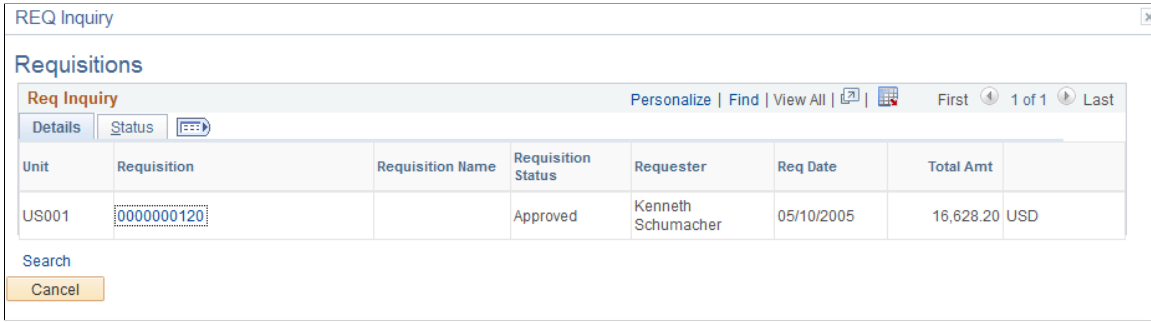 REQ Inquiry
Requisitions
Req Inquiry Personalize | Find | View All | | First 1 of 1 Last
Details Status
Unit Requisition Requisition Name Requisition Status Requester Req Date Total Amt
US001 0000000120 Approved Kenneth Schumacher 05/10/2005 16,628.20 USD
Search
Cancel